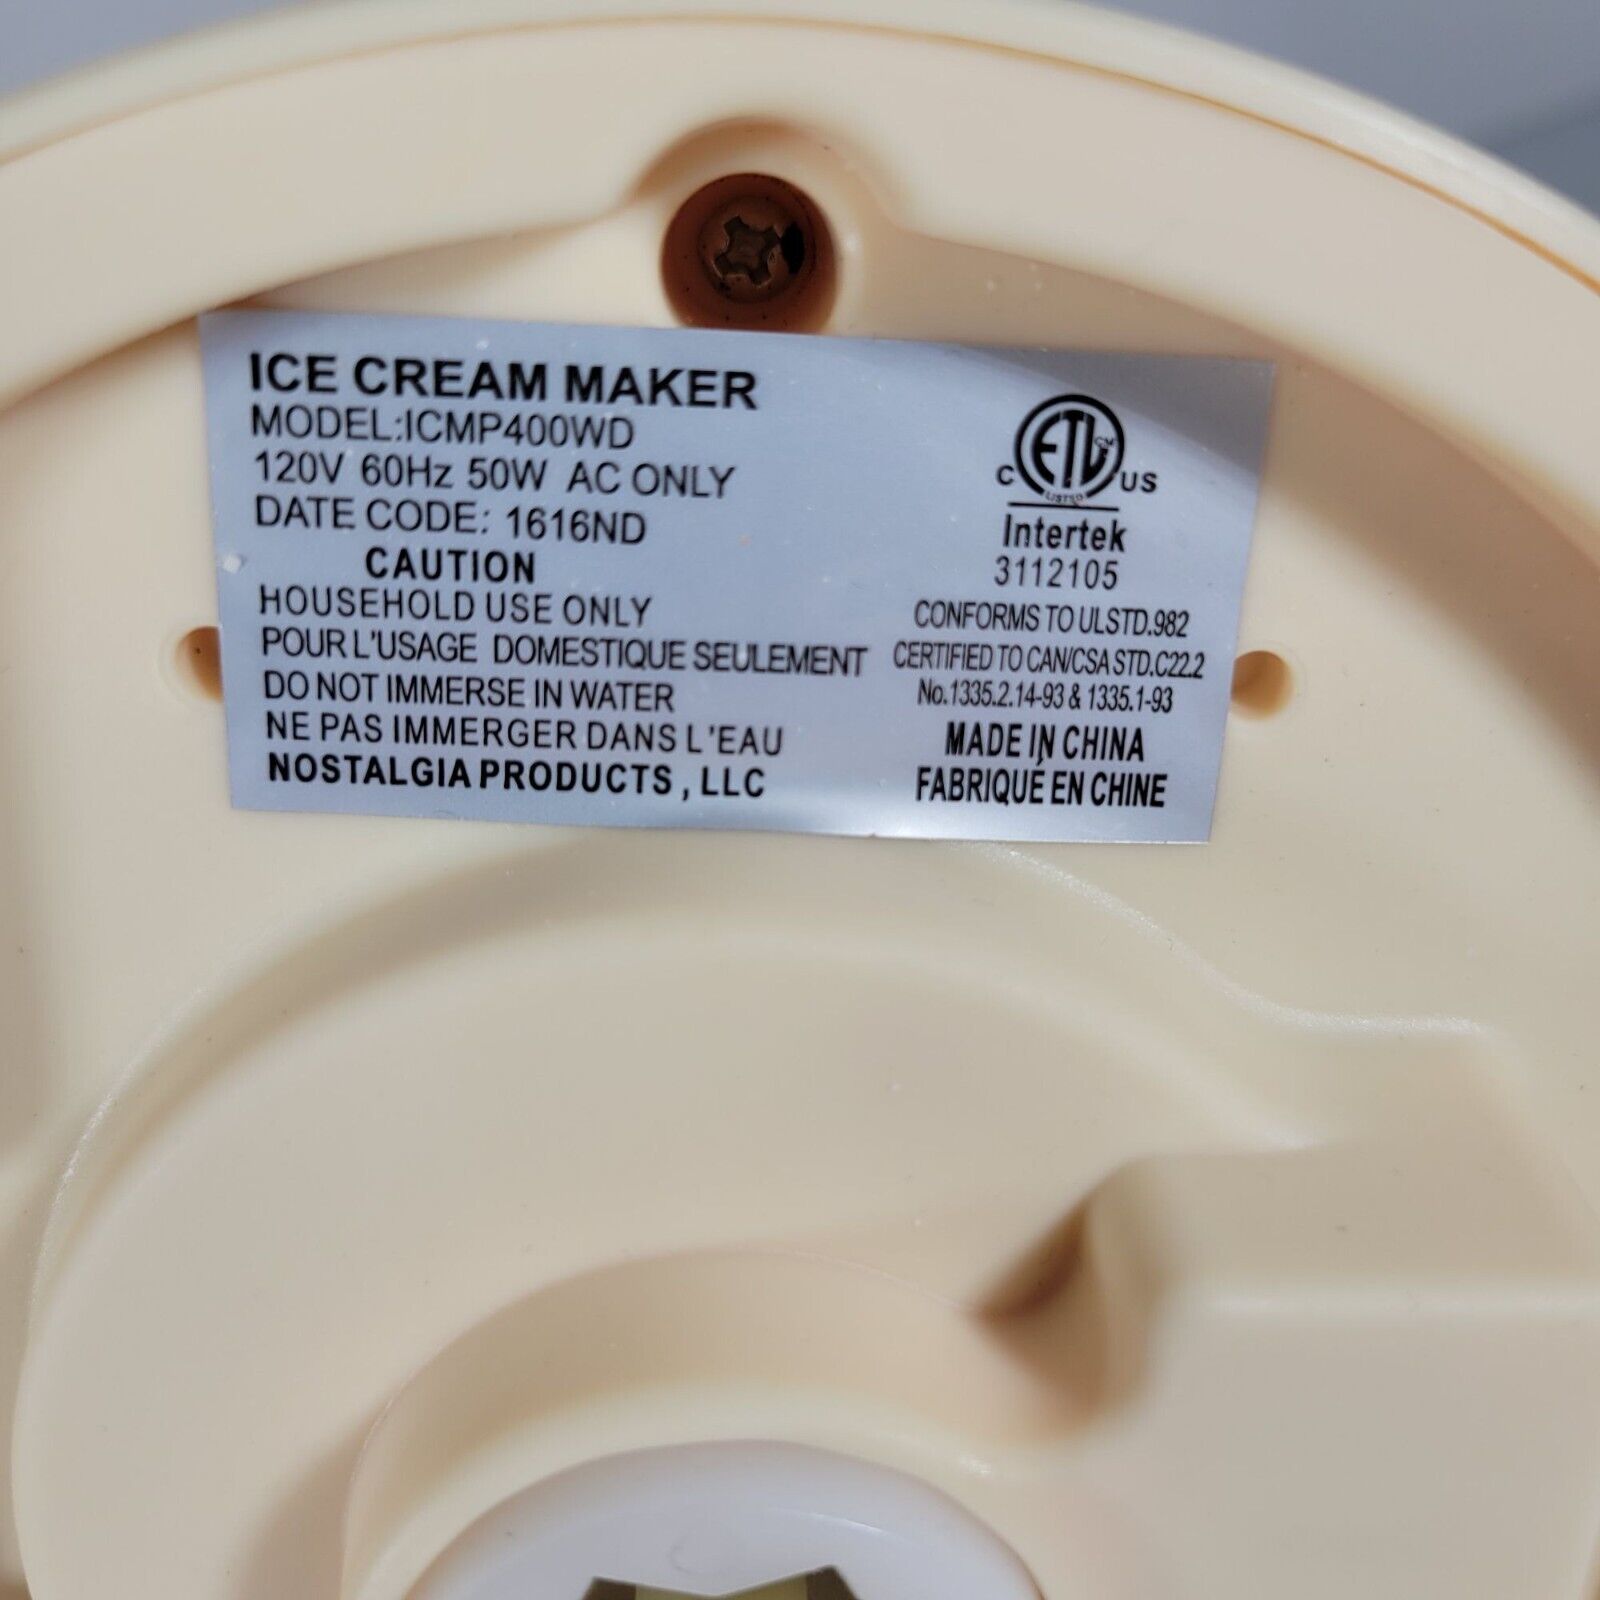 ICE CREAM MAKER
MODEL:ICMP400WD
120V 60Hz 50W AC ONLY
DATE CODE: 1616ND
CAUTION
HOUSEHOLD USE ONLY
POUR L'USAGE DOMESTIQUE SEULEMENT
DO NOT IMMERSE IN WATER
NE PAS IMMERGER DANS L'EAU
NOSTALGIA PRODUCTS, LLC
ETL CM
C US
LISTED
Intertek
3112105
CONFORMS TO ULSTD.982
CERTIFIED TO CAN/CSA STD.C22.2
No.1335.2.14-93 & 1335.1-93
MADE IN CHINA
FABRIQUÉ EN CHINE